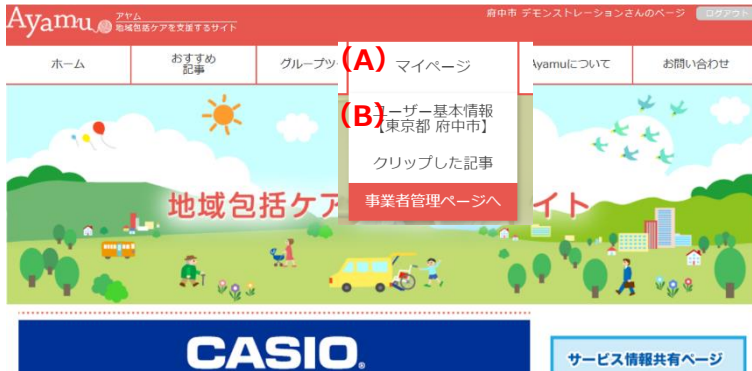 Ayamu
アヤム
地域包括ケアを支援するサイト
府中市 デモンストレーションさんのページ
ログアウト
ホーム
おすすめ
記事
グループツ
(A) マイページ
Ayamuについて
お問い合わせ
(B) ユーザー基本情報
【東京都 府中市】
クリップした記事
事業者管理ページへ
地域包括ケア
イト
CASIO
サービス情報共有ページ